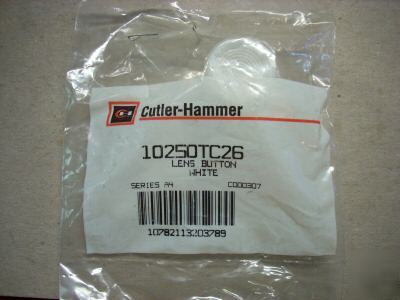 Cutler-Hammer
10250TC26
LENS BUTTON
WHITE
SERIES A4 C000307
10782113203789